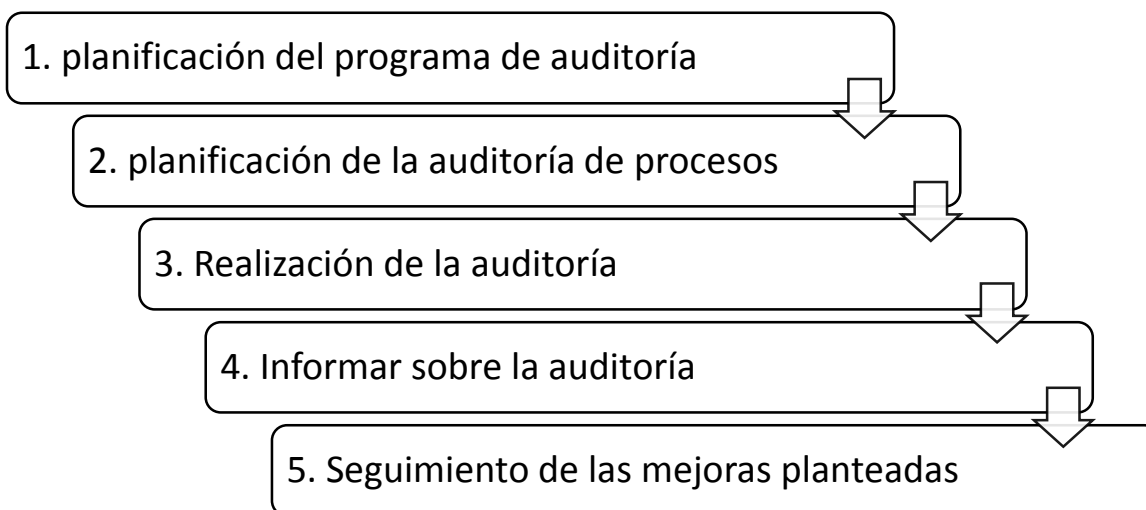 1. planificación del programa de auditoría
2. planificación de la auditoría de procesos
3. Realización de la auditoría
4. Informar sobre la auditoría
5. Seguimiento de las mejoras planteadas